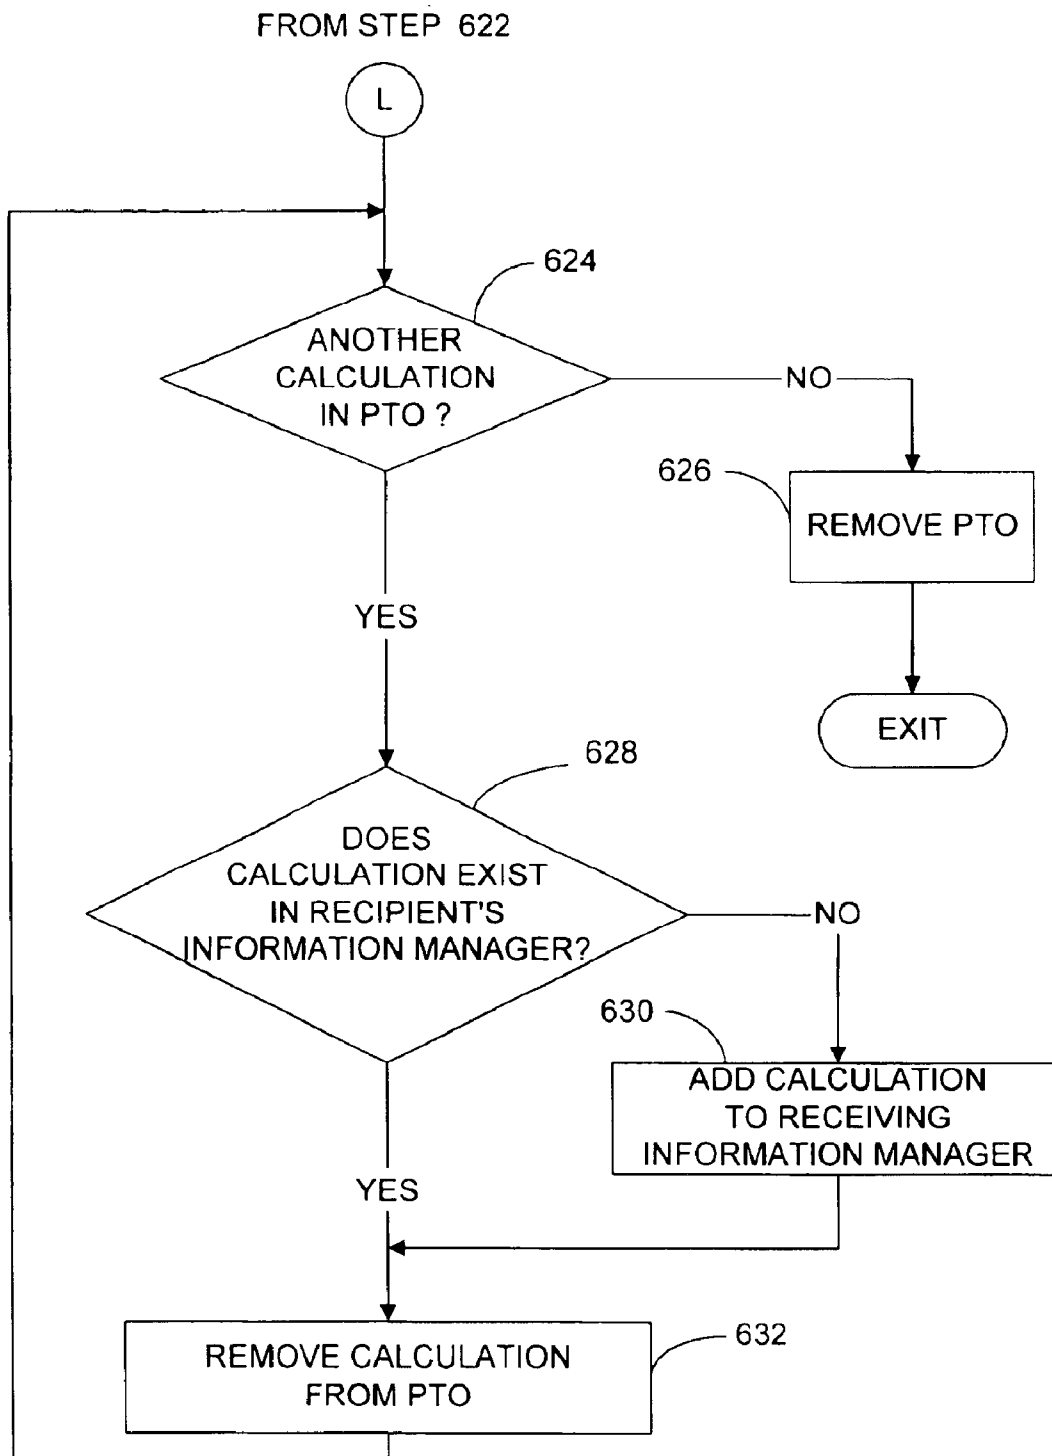 FROM STEP 622
L
624
ANOTHER
CALCULATION
IN PTO ?
NO
626
REMOVE PTO
YES
EXIT
628
DOES
CALCULATION EXIST
IN RECIPIENT'S
INFORMATION MANAGER?
NO
630
ADD CALCULATION
TO RECEIVING
INFORMATION MANAGER
YES
632
REMOVE CALCULATION
FROM PTO